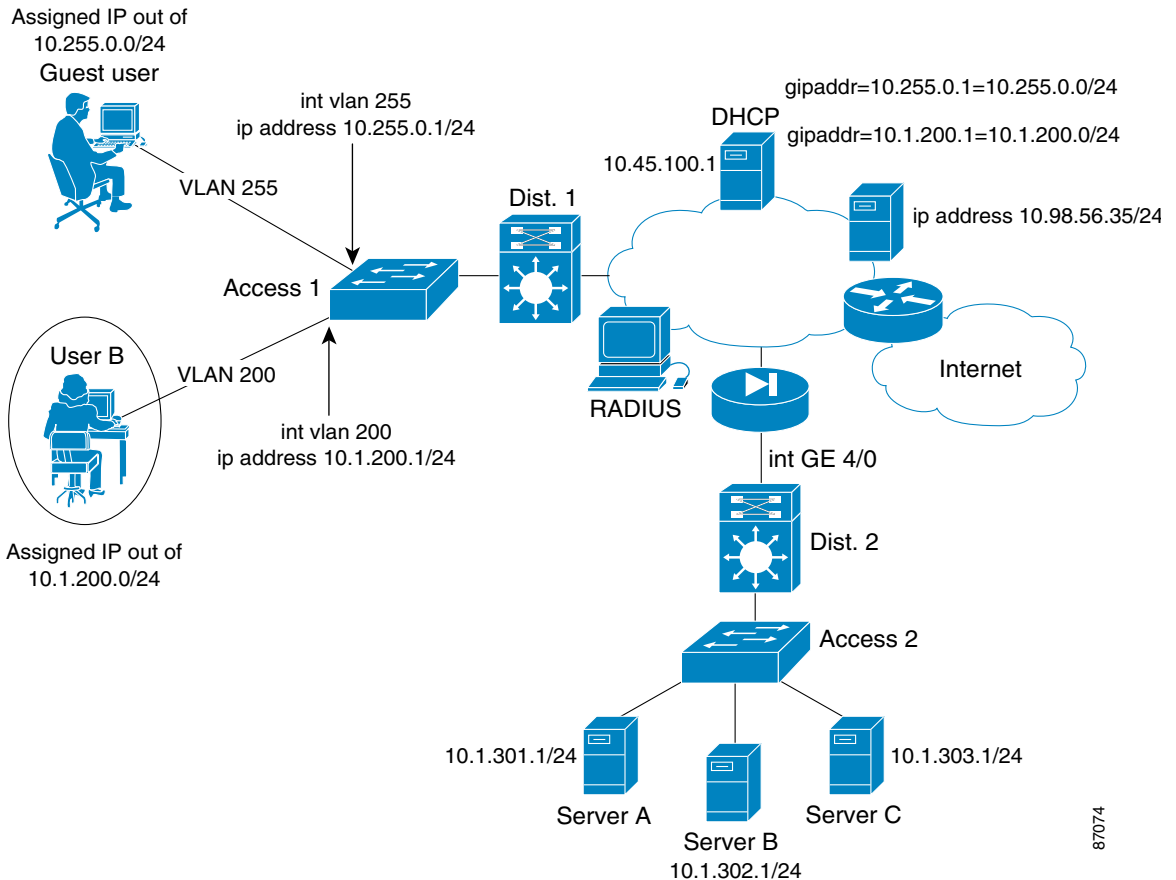 Assigned IP out of
10.255.0.0/24
Guest user
int vlan 255
ip address 10.255.0.1/24
VLAN 255
Access 1
User B
VLAN 200
int vlan 200
ip address 10.1.200.1/24
Assigned IP out of
10.1.200.0/24
Dist. 1
gipaddr=10.255.0.1=10.255.0.0/24
DHCP
gipaddr=10.1.200.1=10.1.200.0/24
10.45.100.1
ip address 10.98.56.35/24
RADIUS
Internet
int GE 4/0
Dist. 2
Access 2
10.1.301.1/24
Server A
Server B
10.1.302.1/24
10.1.303.1/24
Server C
87074